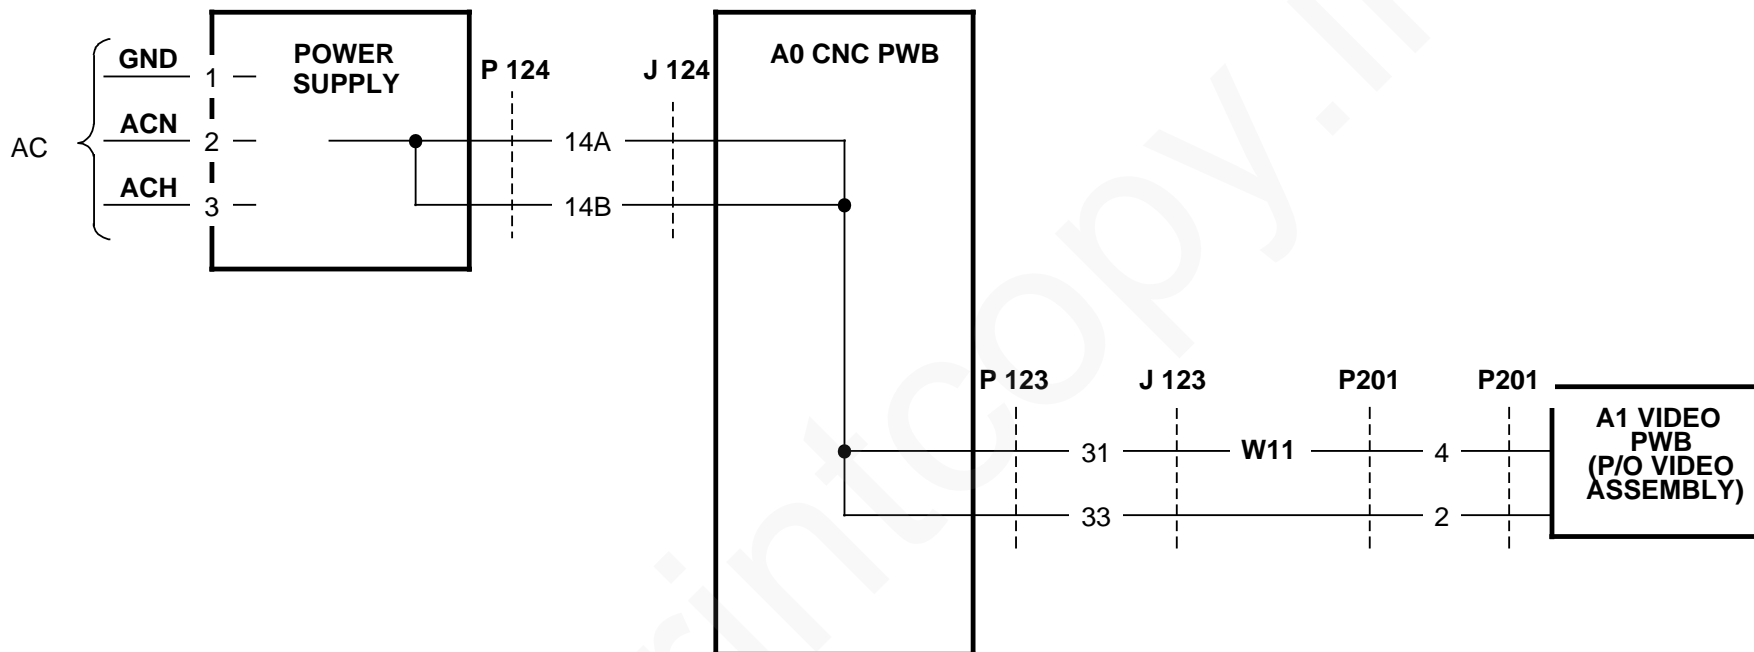 AC
GND
1
ACN
2
ACH
3
POWER
SUPPLY
P 124
J 124
14A
14B
A0 CNC PWB
P 123
J 123
P201
P201
31
W11
4
33
2
A1 VIDEO
PWB
(P/O VIDEO
ASSEMBLY)